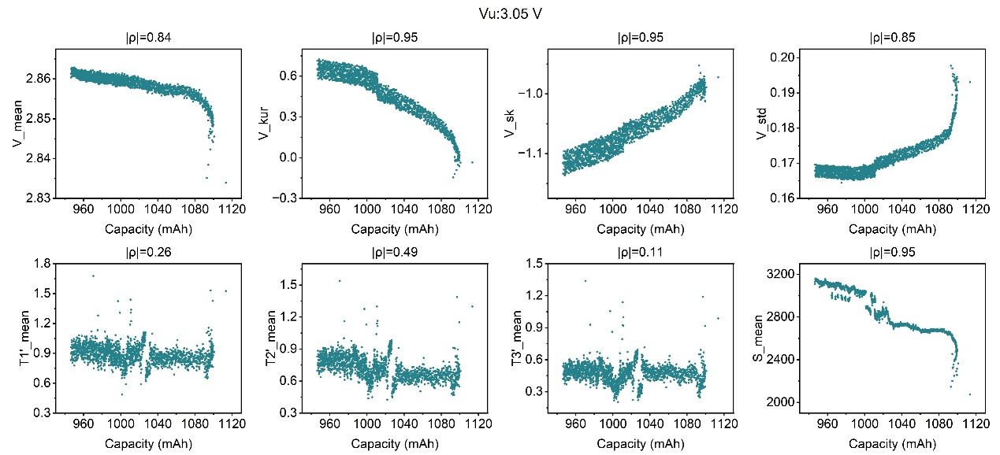 Vu:3.05 V
|ρ|=0.84
|ρ|=0.95
|ρ|=0.95
|ρ|=0.85
V_mean
2.86
2.85
2.84
2.83
960 1000 1040 1080 1120
Capacity (mAh)
V_kur
0.6
0.3
0.0
−0.3
960 1000 1040 1080 1120
Capacity (mAh)
V_sk
−1.0
−1.1
960 1000 1040 1080 1120
Capacity (mAh)
V_std
0.20
0.19
0.18
0.17
0.16
960 1000 1040 1080 1120
Capacity (mAh)
|ρ|=0.26
|ρ|=0.49
|ρ|=0.11
|ρ|=0.95
T1'_mean
1.8
1.5
1.2
0.9
0.6
0.3
960 1000 1040 1080 1120
Capacity (mAh)
T2'_mean
1.5
1.2
0.9
0.6
0.3
960 1000 1040 1080 1120
Capacity (mAh)
T3'_mean
1.5
1.2
0.9
0.6
0.3
960 1000 1040 1080 1120
Capacity (mAh)
S_mean
3200
2800
2400
2000
960 1000 1040 1080 1120
Capacity (mAh)